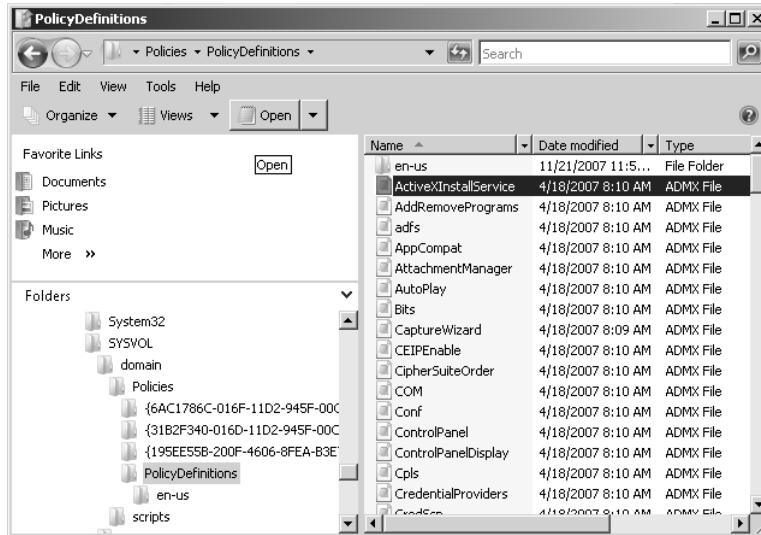 PolicyDefinitions
Policies PolicyDefinitions Search
File Edit View Tools Help
Organize Views Open
Favorite Links
Open
Documents
Pictures
Music
More »
Folders
System32
SYSVOL
domain
Policies
{6AC1786C-016F-11D2-945F-00C
{31B2F340-016D-11D2-945F-00C
{195EE55B-200F-4606-8FEA-B3E
PolicyDefinitions
en-us
scripts
Name Date modified Type
en-us 11/21/2007 11:5... File Folder
ActiveXInstallService 4/18/2007 8:10 AM ADMX File
AddRemovePrograms 4/18/2007 8:10 AM ADMX File
adfs 4/18/2007 8:10 AM ADMX File
AppCompat 4/18/2007 8:10 AM ADMX File
AttachmentManager 4/18/2007 8:10 AM ADMX File
AutoPlay 4/18/2007 8:10 AM ADMX File
Bits 4/18/2007 8:10 AM ADMX File
CaptureWizard 4/18/2007 8:09 AM ADMX File
CEIPEnable 4/18/2007 8:10 AM ADMX File
CipherSuiteOrder 4/18/2007 8:10 AM ADMX File
COM 4/18/2007 8:10 AM ADMX File
Conf 4/18/2007 8:10 AM ADMX File
ControlPanel 4/18/2007 8:10 AM ADMX File
ControlPanelDisplay 4/18/2007 8:10 AM ADMX File
Cpls 4/18/2007 8:10 AM ADMX File
CredentialProviders 4/18/2007 8:10 AM ADMX File
CredSsp 4/18/2007 8:10 AM ADMX File